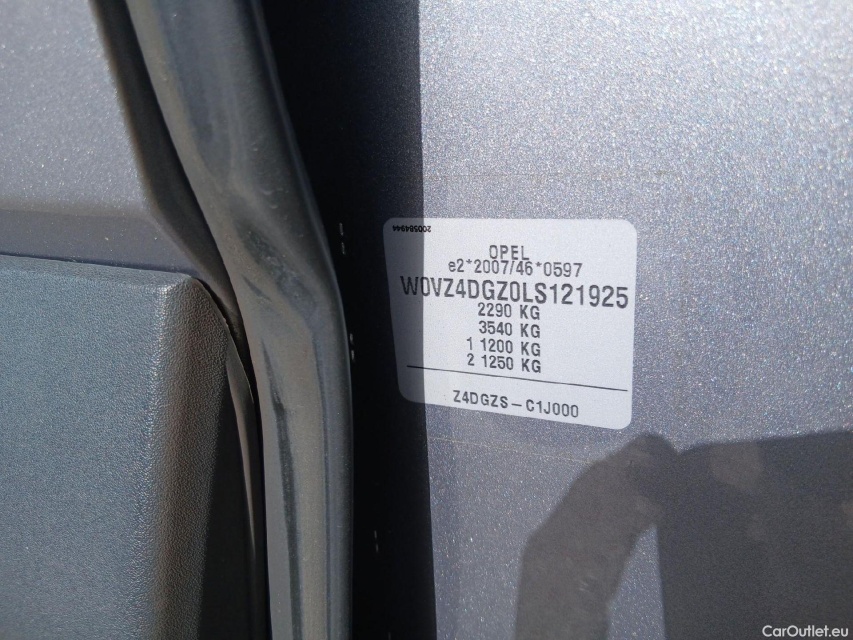 200584944
OPEL
e2*2007/46*0597
W0VZ4DGZ0LS121925
2290 KG
3540 KG
1 1200 KG
2 1250 KG
Z4DGZS-C1J000
CarOutlet.eu